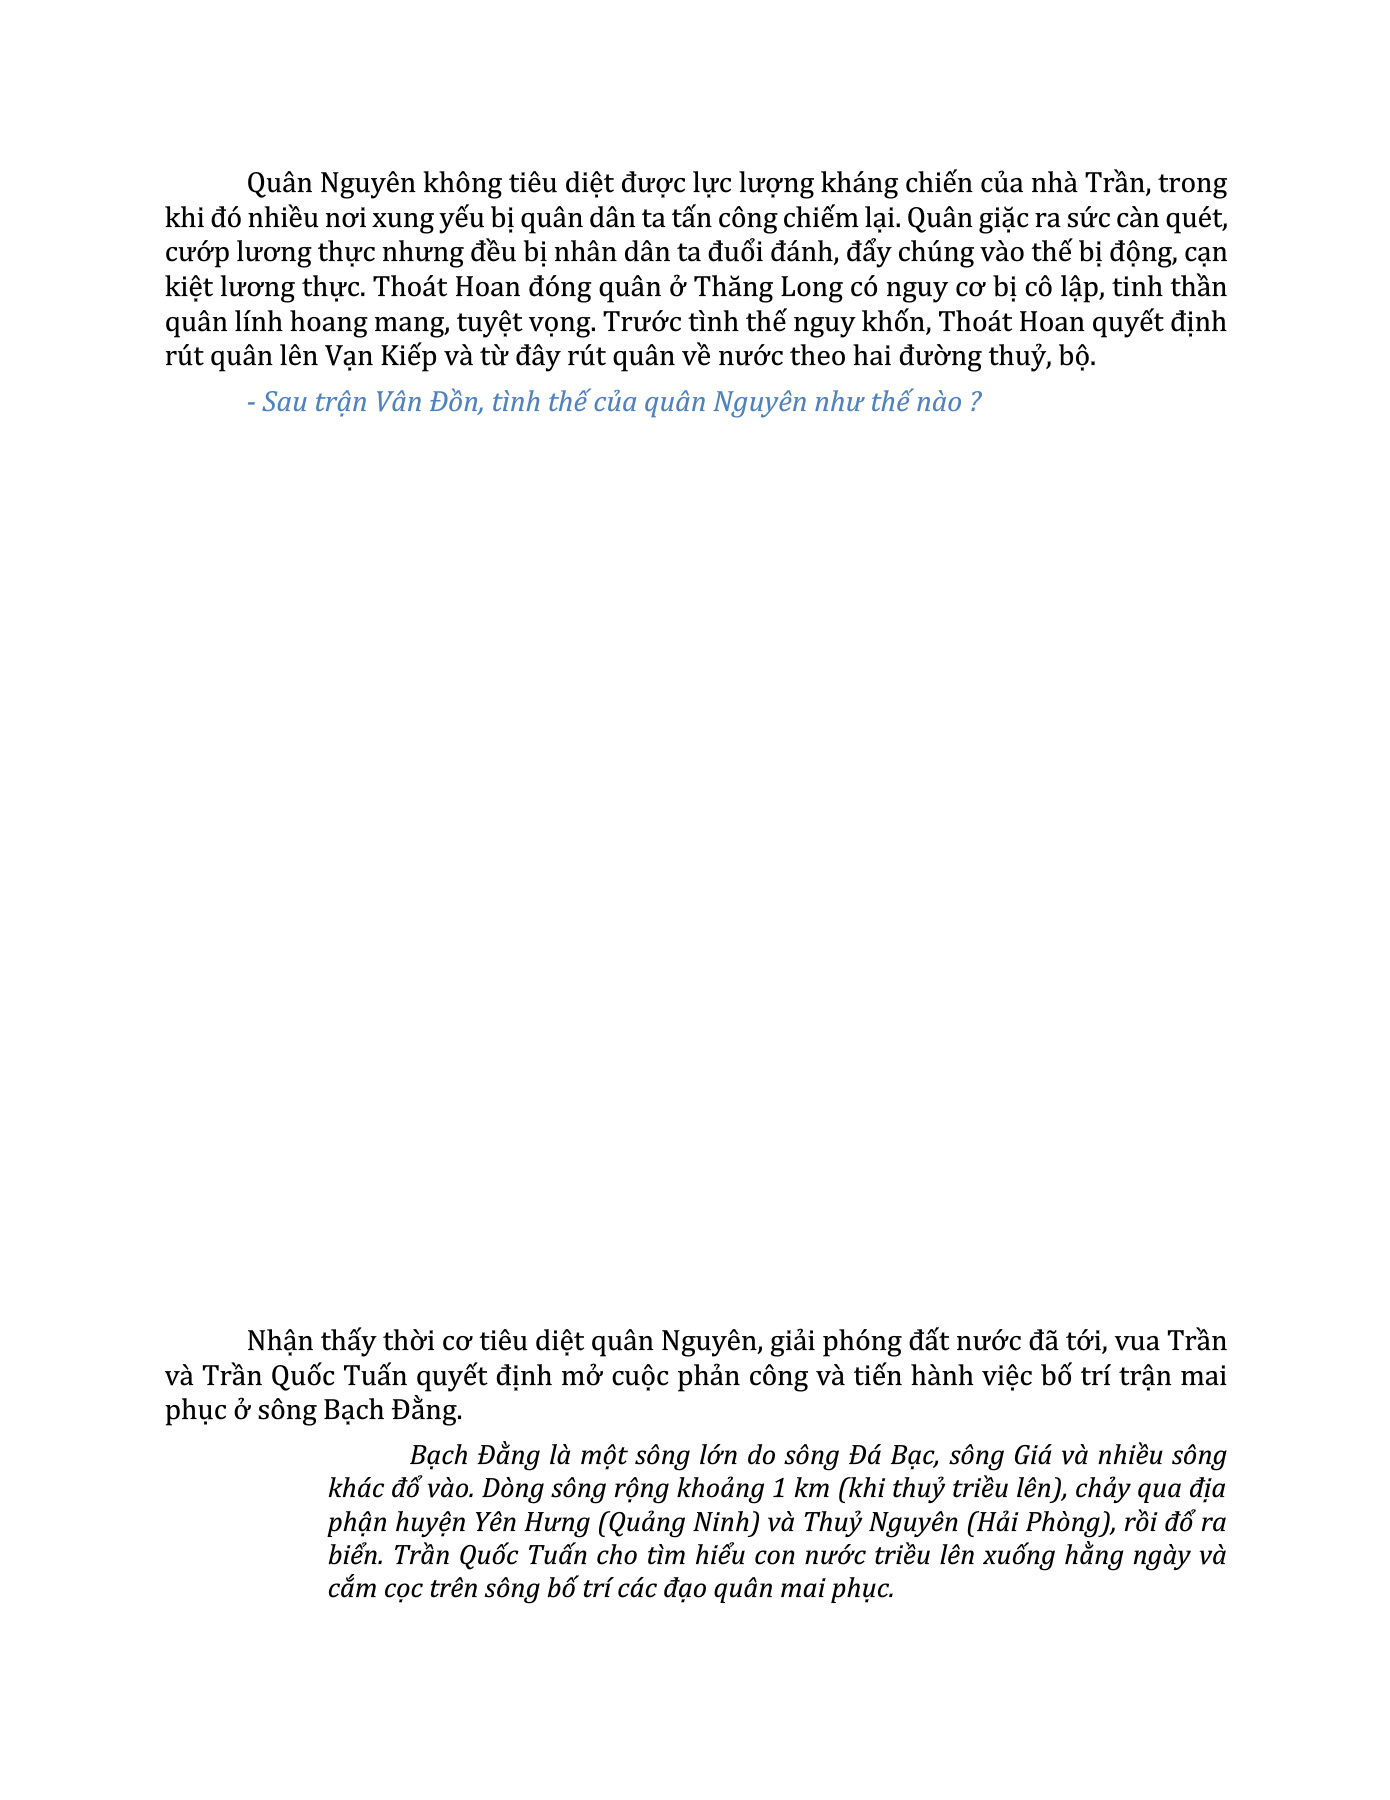 Quân Nguyên không tiêu diệt được lực lượng kháng chiến của nhà Trần, trong
khi đó nhiều nơi xung yếu bị quân dân ta tấn công chiếm lại. Quân giặc ra sức càn quét,
cướp lương thực nhưng đều bị nhân dân ta đuổi đánh, đẩy chúng vào thế bị động, cạn
kiệt lương thực. Thoát Hoan đóng quân ở Thăng Long có nguy cơ bị cô lập, tinh thần
quân lính hoang mang, tuyệt vọng. Trước tình thế nguy khốn, Thoát Hoan quyết định
rút quân lên Vạn Kiếp và từ đây rút quân về nước theo hai đường thuỷ, bộ.
- Sau trận Vân Đồn, tình thế của quân Nguyên như thế nào ?
Nhận thấy thời cơ tiêu diệt quân Nguyên, giải phóng đất nước đã tới, vua Trần
và Trần Quốc Tuấn quyết định mở cuộc phản công và tiến hành việc bố trí trận mai
phục ở sông Bạch Đằng.
Bạch Đằng là một sông lớn do sông Đá Bạc, sông Giá và nhiều sông
khác đổ vào. Dòng sông rộng khoảng 1 km (khi thuỷ triều lên), chảy qua địa
phận huyện Yên Hưng (Quảng Ninh) và Thuỷ Nguyên (Hải Phòng), rồi đổ ra
biển. Trần Quốc Tuấn cho tìm hiểu con nước triều lên xuống hằng ngày và
cắm cọc trên sông bố trí các đạo quân mai phục.